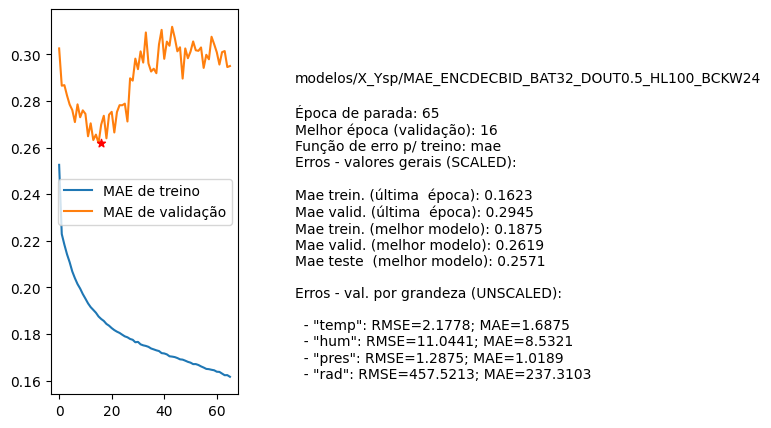 0.30
0.28
0.26
0.24
0.22
0.20
0.18
0.16
0
20
40
60
MAE de treino
MAE de validação
modelos/X_Ysp/MAE_ENCDECBID_BAT32_DOUT0.5_HL100_BCKW24
Época de parada: 65
Melhor época (validação): 16
Função de erro p/ treino: mae
Erros - valores gerais (SCALED):
Mae trein. (última  época): 0.1623
Mae valid. (última  época): 0.2945
Mae trein. (melhor modelo): 0.1875
Mae valid. (melhor modelo): 0.2619
Mae teste  (melhor modelo): 0.2571
Erros - val. por grandeza (UNSCALED):
- "temp": RMSE=2.1778; MAE=1.6875
- "hum": RMSE=11.0441; MAE=8.5321
- "pres": RMSE=1.2875; MAE=1.0189
- "rad": RMSE=457.5213; MAE=237.3103